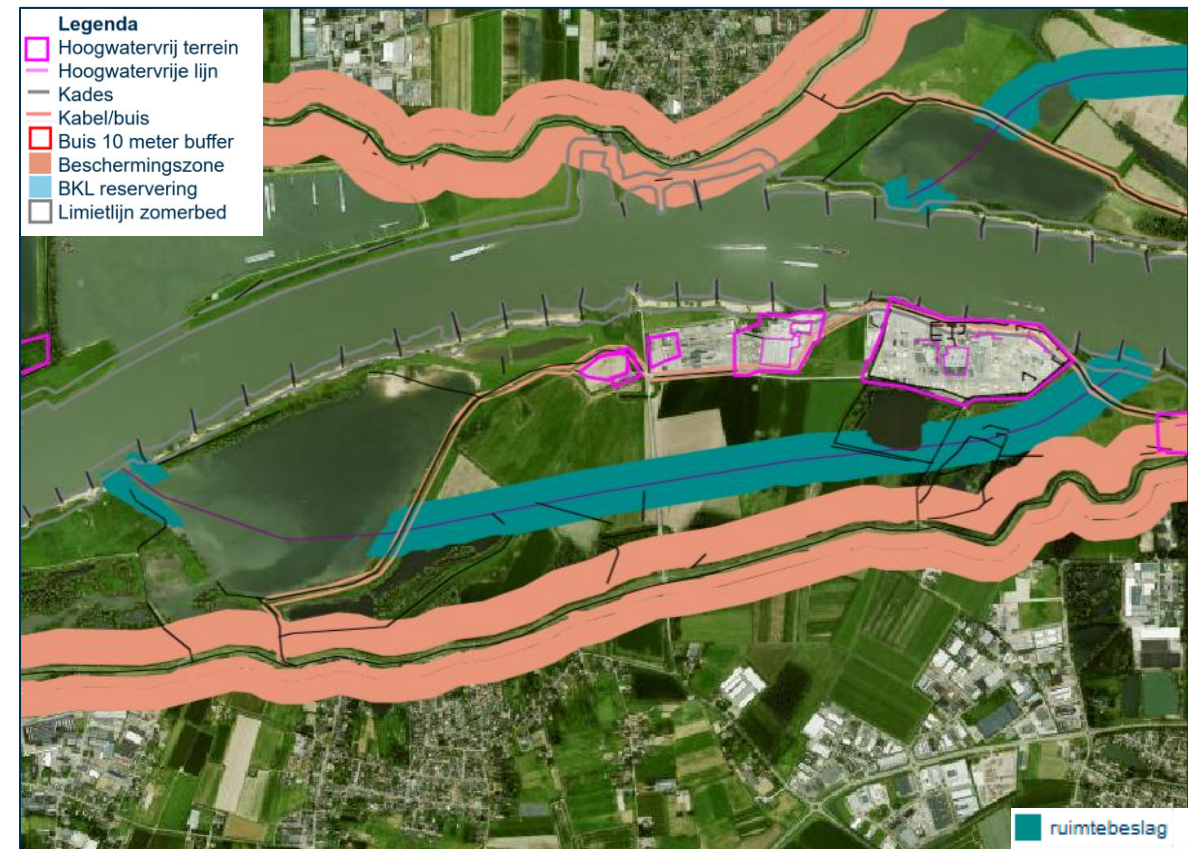 Legenda
Hoogwatervrij terrein
Hoogwatervrije lijn
Kades
Kabel/buis
Buis 10 meter buffer
Beschermingszone
BKL reservering
Limietlijn zomerbed
ruimtebeslag